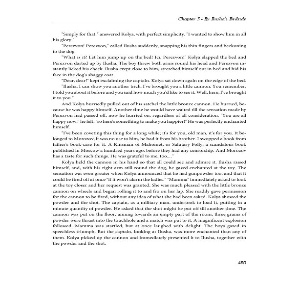 Chapter 5 - By Ilusha's Bedside
"Simply for that!" answered Kolya, with perfect simplicity. "I wanted to show him in all
his glory."
"Perezvon! Perezvon," called Ilusha suddenly, snapping his thin fingers and beckoning
to the dog.
"What is it? Let him jump up on the bed! Ici, Perezvon!" Kolya slapped the bed and
Perezvon darted up by Ilusha. The boy threw both arms round his head and Perezvon in-
stantly licked his cheek. Ilusha crept close to him, stretched himself out in bed and hid his
face in the dog's shaggy coat.
"Dear, dear!" kept exclaiming the captain. Kolya sat down again on the edge of the bed.
"Ilusha, I can show you another trick. I've brought you a little cannon. You remember,
I told you about it before and you said how much you'd like to see it. Well, here, I've brought
it to you."
And Kolya hurriedly pulled out of his satchel the little bronze cannon. He hurried, be-
cause he was happy himself. Another time he would have waited till the sensation made by
Perezvon had passed off, now he hurried on, regardless of all consideration. "You are all
happy now," he felt, "so here's something to make you happier!" He was perfectly enchanted
himself.
"I've been coveting this thing for a long while; it's for you, old man, it's for you. It be-
longed to Morozov, it was no use to him, he had it from his brother. I swapped a book from
father's book-case for it, A Kinsman of Mahomet, or Salutary Folly, a scandalous book
published in Moscow a hundred years ago, before they had any censorship. And Morozov
has a taste for such things. He was grateful to me, too...."
Kolya held the cannon in his hand so that all could see and admire it. Ilusha raised
himself, and, with his right arm still round the dog, he gazed enchanted at the toy. The
sensation was even greater when Kolya announced that he had gunpowder too, and that it
could be fired off at once "if it won't alarm the ladies." "Mamma" immediately asked to look
at the toy closer and her request was granted. She was much pleased with the little bronze
cannon on wheels and began rolling it to and fro on her lap. She readily gave permission
for the cannon to be fired, without any idea of what she had been asked. Kolya showed the
powder and the shot. The captain, as a military man, undertook to load it, putting in a
minute quantity of powder. He asked that the shot might be put off till another time. The
cannon was put on the floor, aiming towards an empty part of the room, three grains of
powder were thrust into the touchhole and a match was put to it. A magnificent explosion
followed. Mamma was startled, but at once laughed with delight. The boys gazed in
speechless triumph. But the captain, looking at Ilusha, was more enchanted than any of
them. Kolya picked up the cannon and immediately presented it to Ilusha, together with
the powder and the shot.